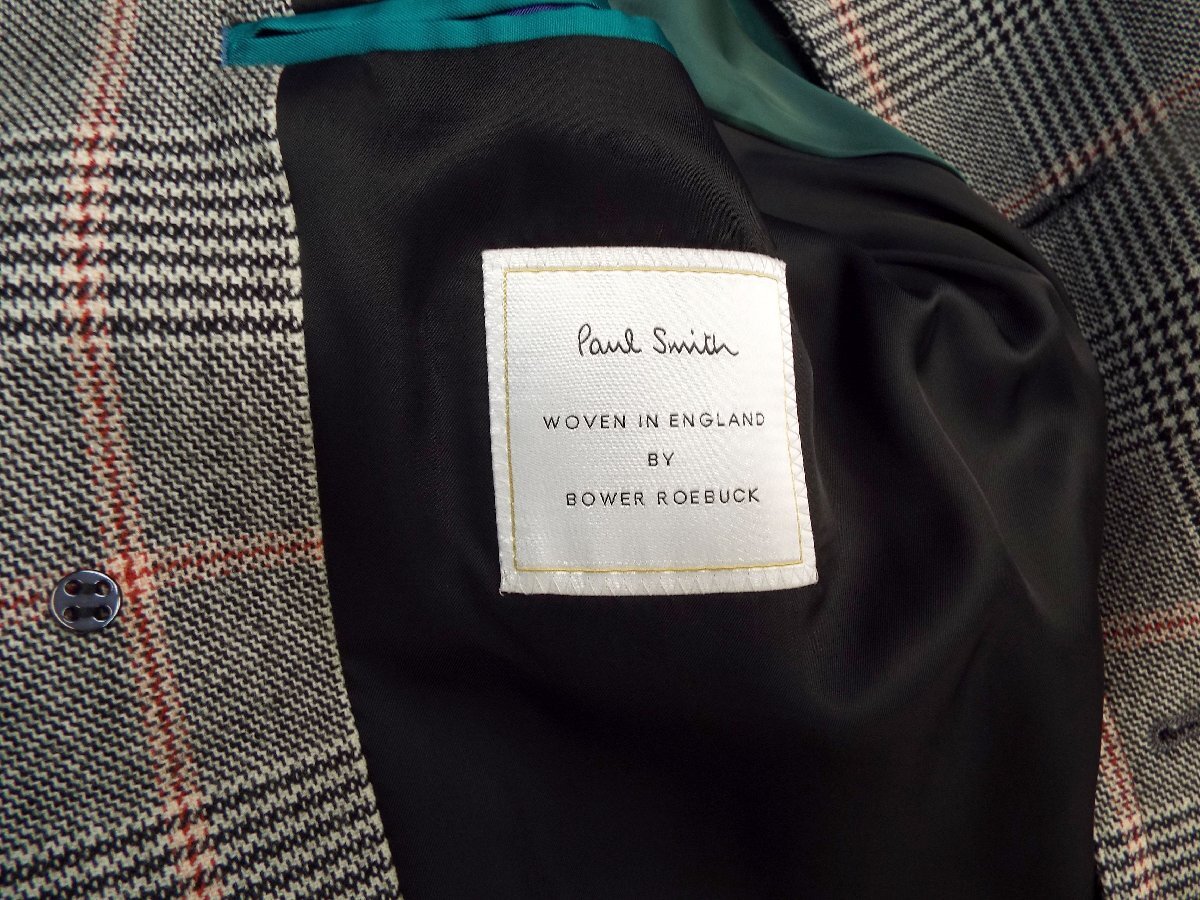 Paul Smith
WOVEN IN ENGLAND
BY
BOWER ROEBUCK